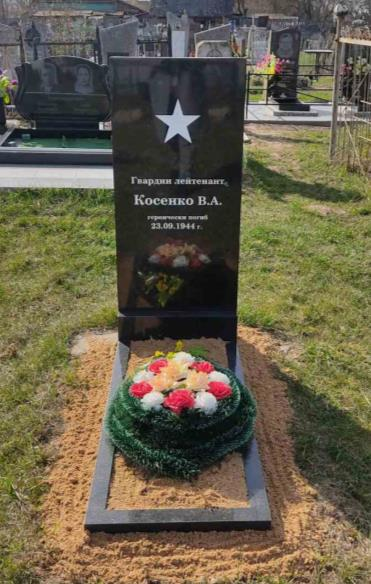 Гвардии лейтенант
Косенко В.А.
героически погиб
23.09.1944 г.